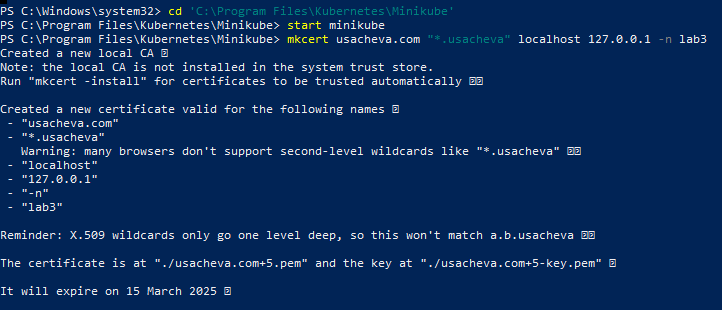 PS C:\Windows\system32> cd 'C:\Program Files\Kubernetes\Minikube'
PS C:\Program Files\Kubernetes\Minikube> start minikube
PS C:\Program Files\Kubernetes\Minikube> mkcert usacheva.com "*.usacheva" localhost 127.0.0.1 -n lab3
Created a new local CA
Note: the local CA is not installed in the system trust store.
Run "mkcert -install" for certificates to be trusted automatically
Created a new certificate valid for the following names
- "usacheva.com"
- "*.usacheva"
Warning: many browsers don't support second-level wildcards like "*.usacheva"
- "localhost"
- "127.0.0.1"
- "-n"
- "lab3"
Reminder: X.509 wildcards only go one level deep, so this won't match a.b.usacheva
The certificate is at "./usacheva.com+5.pem" and the key at "./usacheva.com+5-key.pem"
It will expire on 15 March 2025